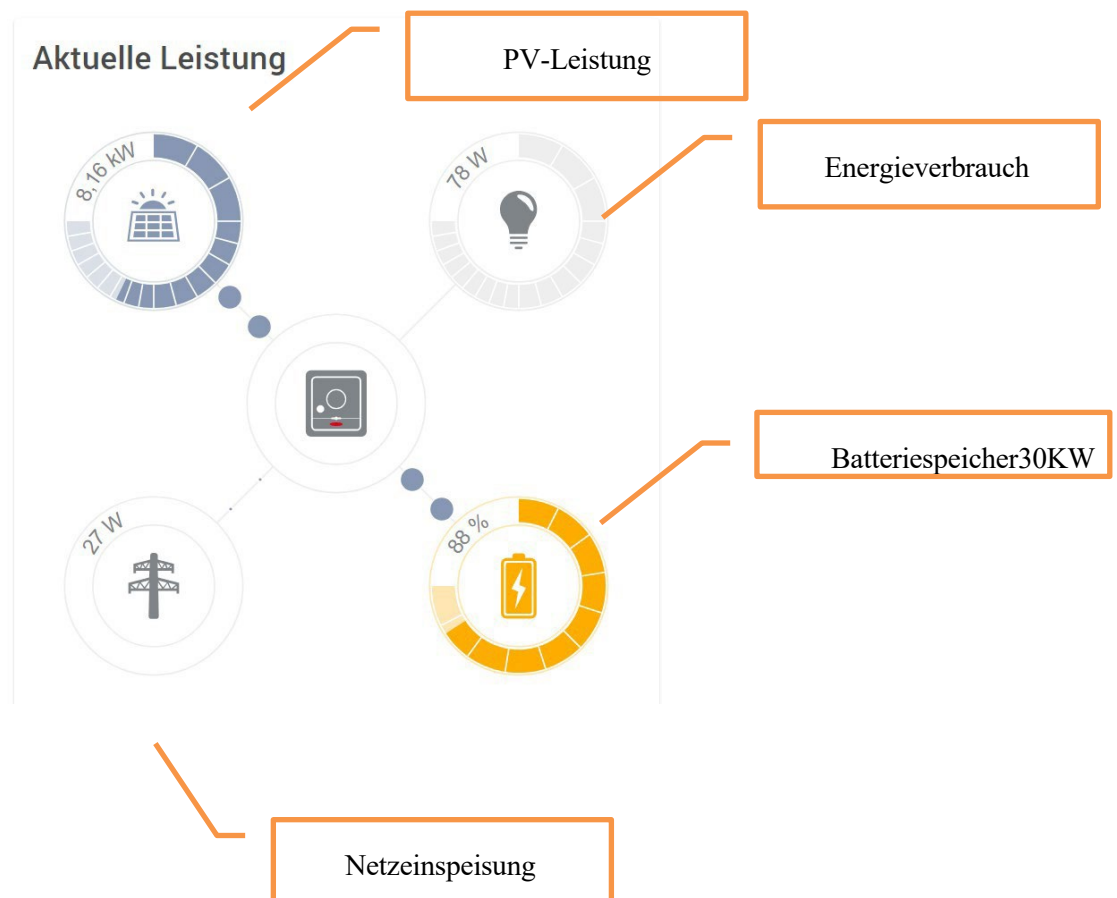 PV-Leistung
Aktuelle Leistung
8,16 kW
78 W
Energieverbrauch
Batteriespeicher30KW
27 W
88 %
Netzeinspeisung